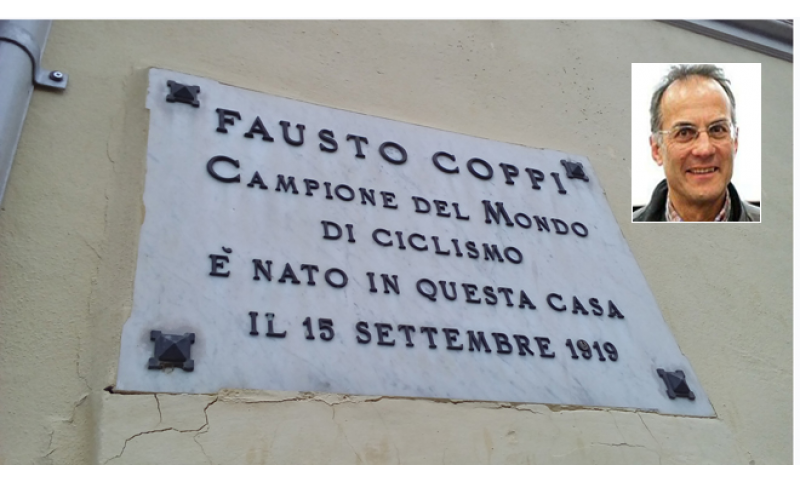 FAUSTO COPPI
CAMPIONE DEL MONDO
DI CICLISMO
È NATO IN QUESTA CASA
IL 15 SETTEMBRE 1919